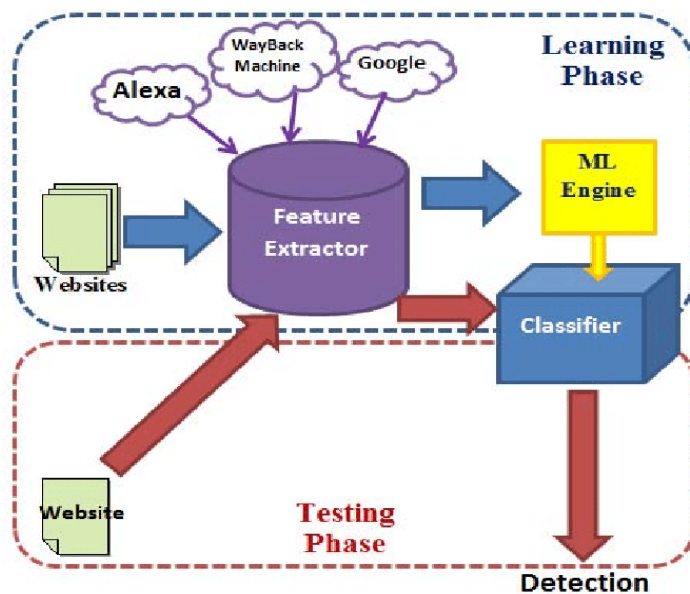 WayBack
Machine
Google
Alexa
Learning
Phase
ML
Engine
Feature
Extractor
Websites
Classifier
Website
Testing
Phase
Detection